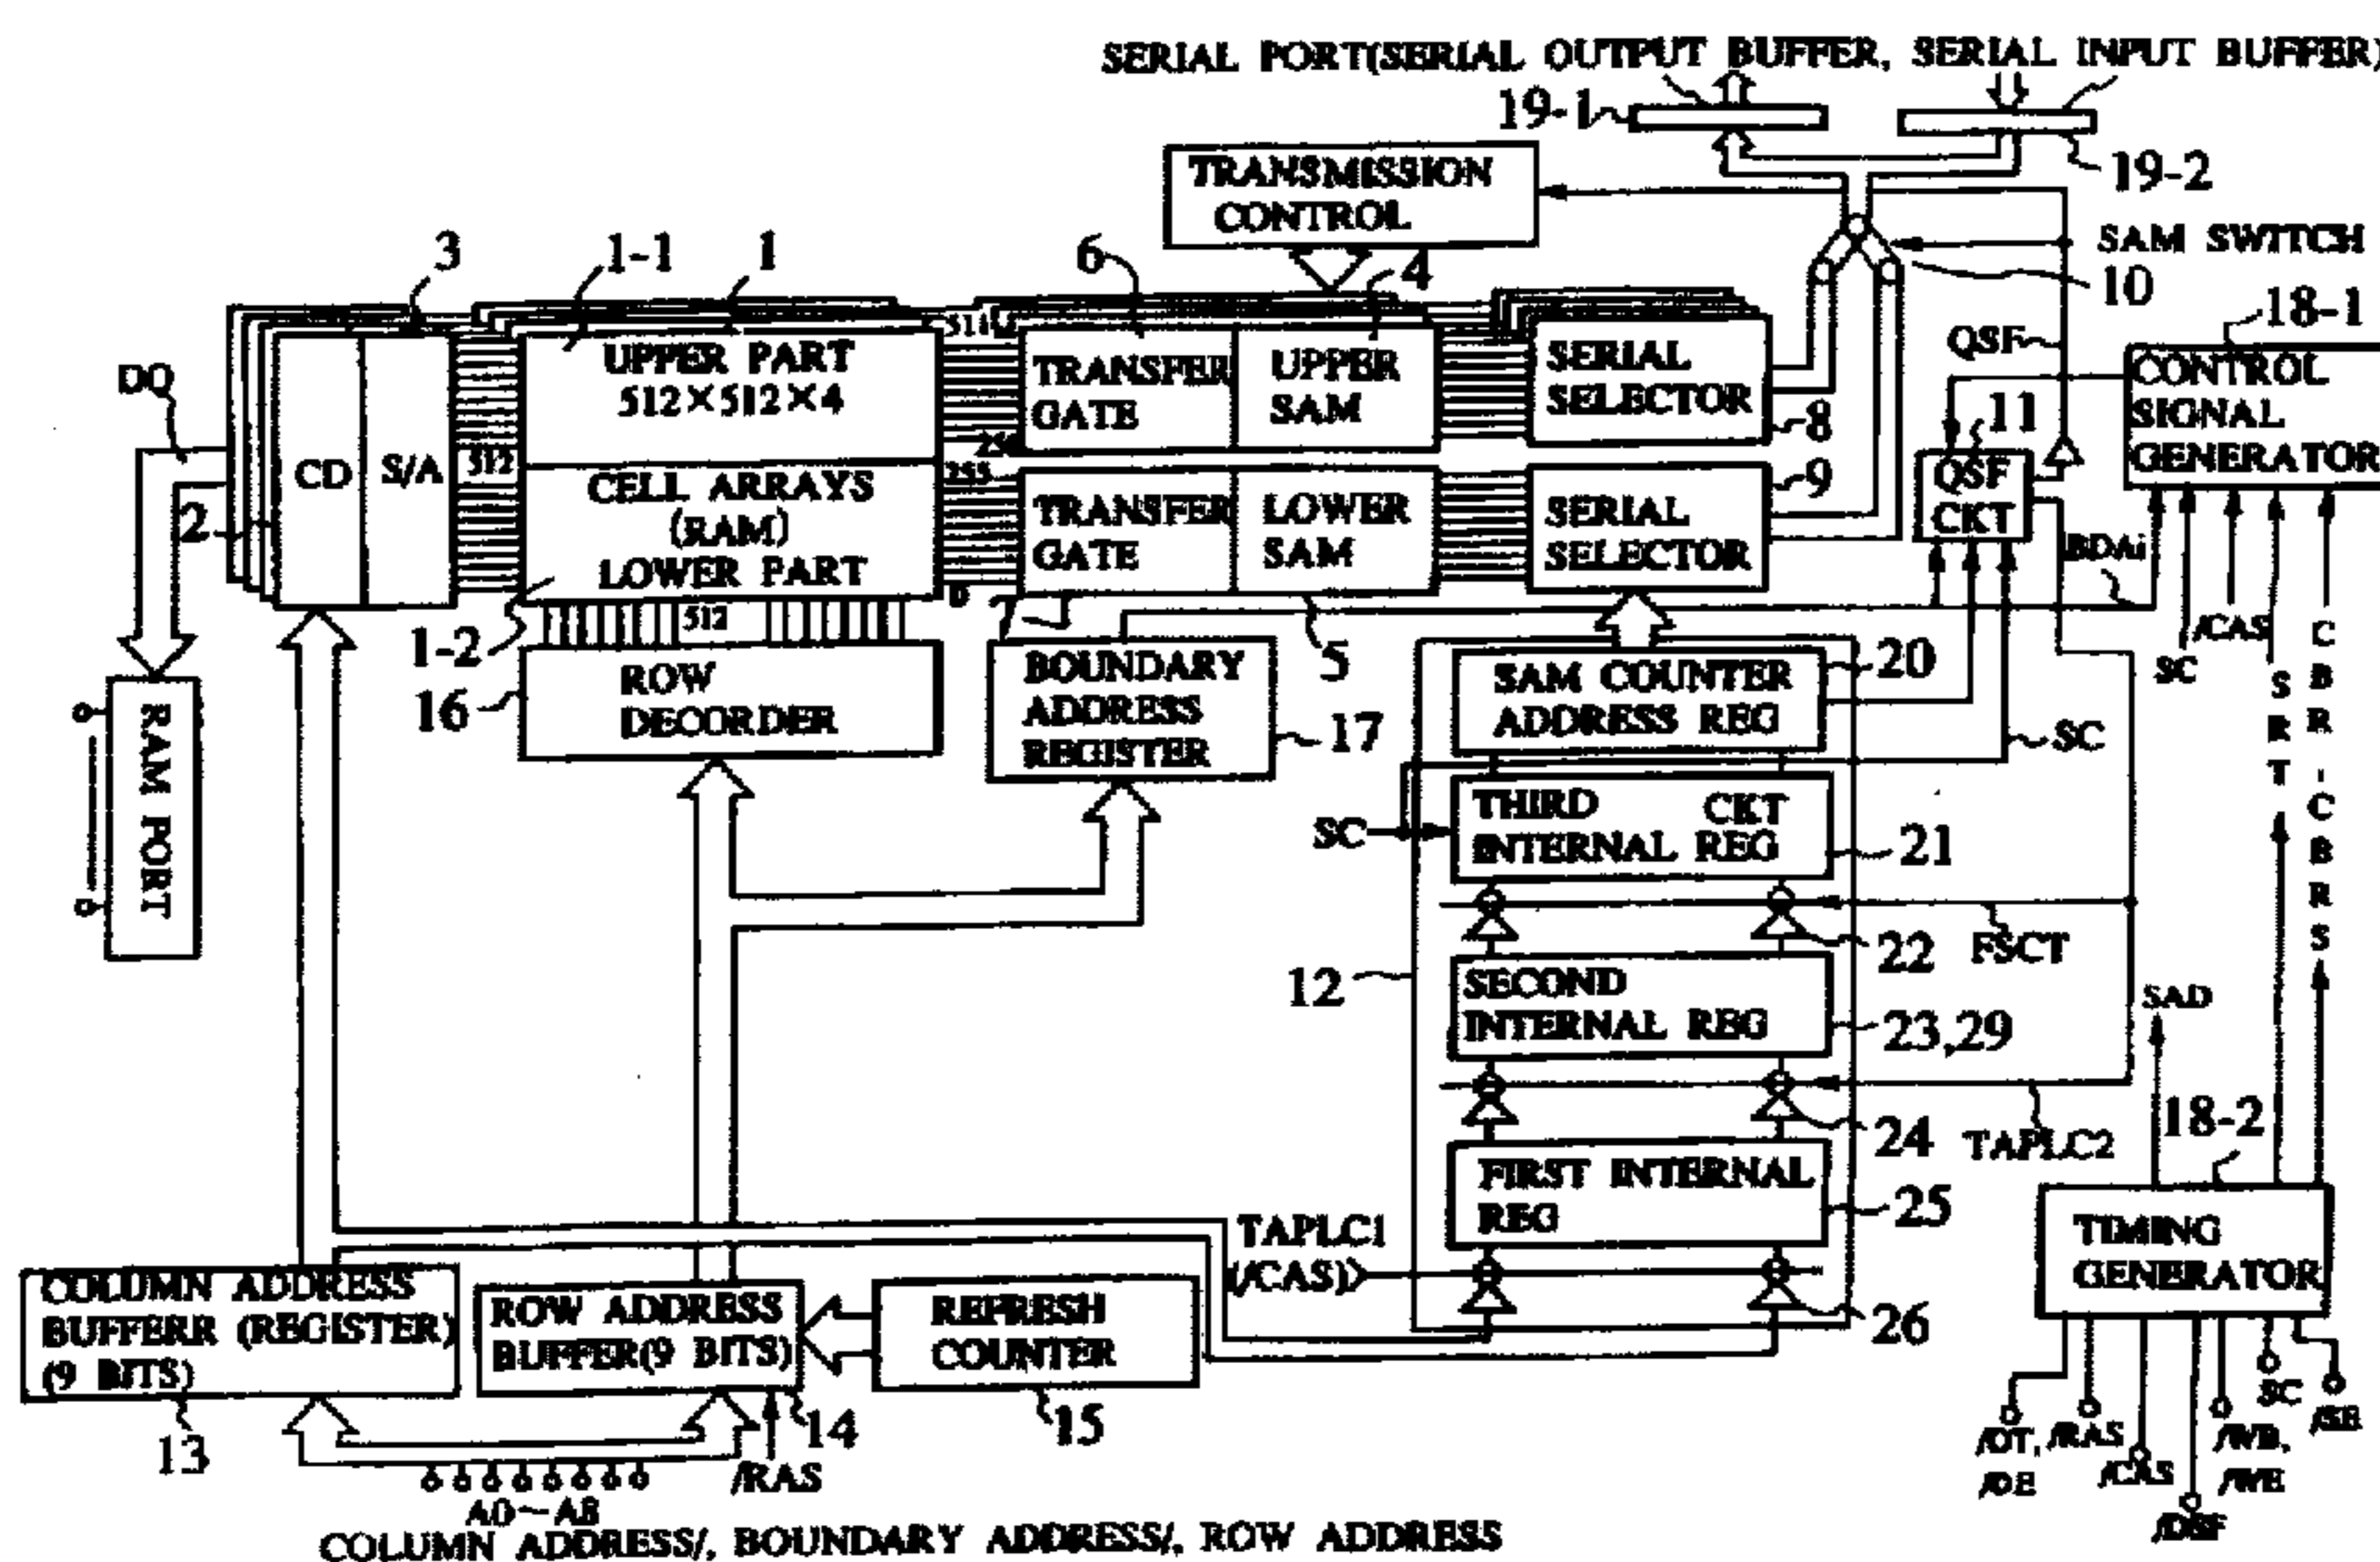 SERIAL PORT(SERIAL OUTPUT BUFFER, SERIAL INPUT BUFFER)
19-1
19-2
TRANSMISSION
CONTROL
SAM SWITCH
10
3
1-1
1
6
4
18-1
QSF
CONTROL
SIGNAL
GENERATOR
DQ
2
CD
S/A
512
UPPER PART
512×512×4
CELL ARRAYS
(RAM)
LOWER PART
511
255
0
TRANSFER
GATE
UPPER
SAM
SERIAL
SELECTOR
8
TRANSFER
GATE
LOWER
SAM
SERIAL
SELECTOR
9
11
QSF
CKT
BDAi
1-2
512
7
5
16
ROW
DECORDER
BOUNDARY
ADDRESS
REGISTER
17
RAM PORT
SAM COUNTER
ADDRESS REG
20
SC
/CAS
SRT
CBR-CBRS
SC
SC
THIRD CKT
INTERNAL REG
21
22
FSCT
12
SECOND
INTERNAL REG
23,29
SAD
24
TAPLC2
18-2
FIRST INTERNAL
REG
25
TAPLC1
(/CAS)
26
TIMING
GENERATOR
COLUMN ADDRESS
BUFFERR (REGISTER)
(9 BITS)
13
ROW ADDRESS
BUFFER(9 BITS)
14
REFRESH
COUNTER
15
/RAS
A0~A8
/RAS
/CAS
/WB,
/WE
SC
/SE
/DSF
COLUMN ADDRESS/, BOUNDARY ADDRESS/, ROW ADDRESS